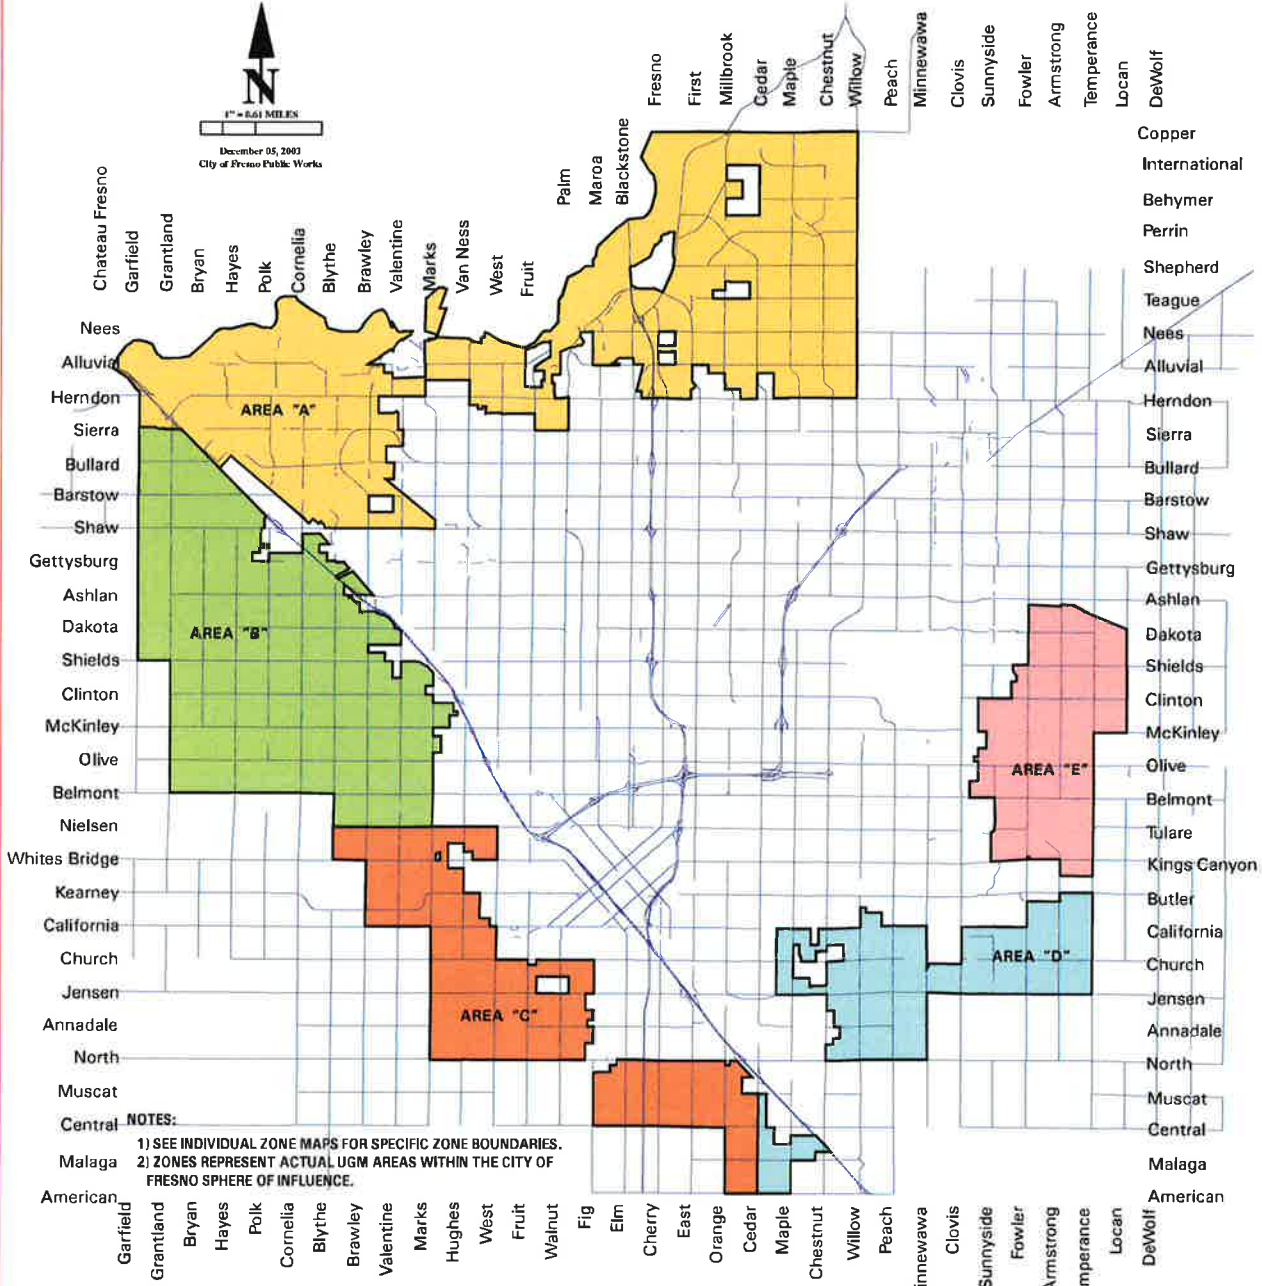 N
1" = 0.61 MILES
December 05, 2003
City of Fresno Public Works
Chateau Fresno
Garfield
Grantland
Bryan
Hayes
Polk
Cornelia
Blythe
Brawley
Valentine
Marks
Van Ness
West
Fruit
Palm
Maroa
Blackstone
Fresno
First
Millbrook
Cedar
Maple
Chestnut
Willow
Peach
Minnewawa
Clovis
Sunnyside
Fowler
Armstrong
Temperance
Locan
DeWolf
Nees
Alluvial
Herndon
Sierra
Bullard
Barstow
Shaw
Gettysburg
Ashlan
Dakota
Shields
Clinton
McKinley
Olive
Belmont
Nielsen
Whites Bridge
Kearney
California
Church
Jensen
Annadale
North
Muscat
Central
Malaga
American
Copper
International
Behymer
Perrin
Shepherd
Teague
Nees
Alluvial
Herndon
Sierra
Bullard
Barstow
Shaw
Gettysburg
Ashlan
Dakota
Shields
Clinton
McKinley
Olive
Belmont
Tulare
Kings Canyon
Butler
California
Church
Jensen
Annadale
North
Muscat
Central
Malaga
American
AREA "A"
AREA "B"
AREA "E"
AREA "D"
AREA "C"
NOTES:
1) SEE INDIVIDUAL ZONE MAPS FOR SPECIFIC ZONE BOUNDARIES.
2) ZONES REPRESENT ACTUAL UGM AREAS WITHIN THE CITY OF
FRESNO SPHERE OF INFLUENCE.
Garfield
Grantland
Bryan
Hayes
Polk
Cornelia
Blythe
Brawley
Valentine
Marks
Hughes
West
Fruit
Walnut
Fig
Elm
Cherry
East
Orange
Cedar
Maple
Chestnut
Willow
Peach
innewawa
Clovis
Sunnyside
Fowler
Armstrong
mperance
Locan
DeWolf